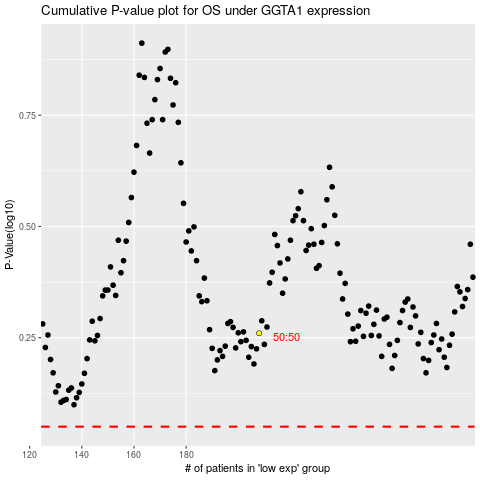 Cumulative P-value plot for OS under GGTA1 expression
P-Value(log10)
0.75
0.50
0.25
50:50
120 140 160 180
# of patients in 'low exp' group